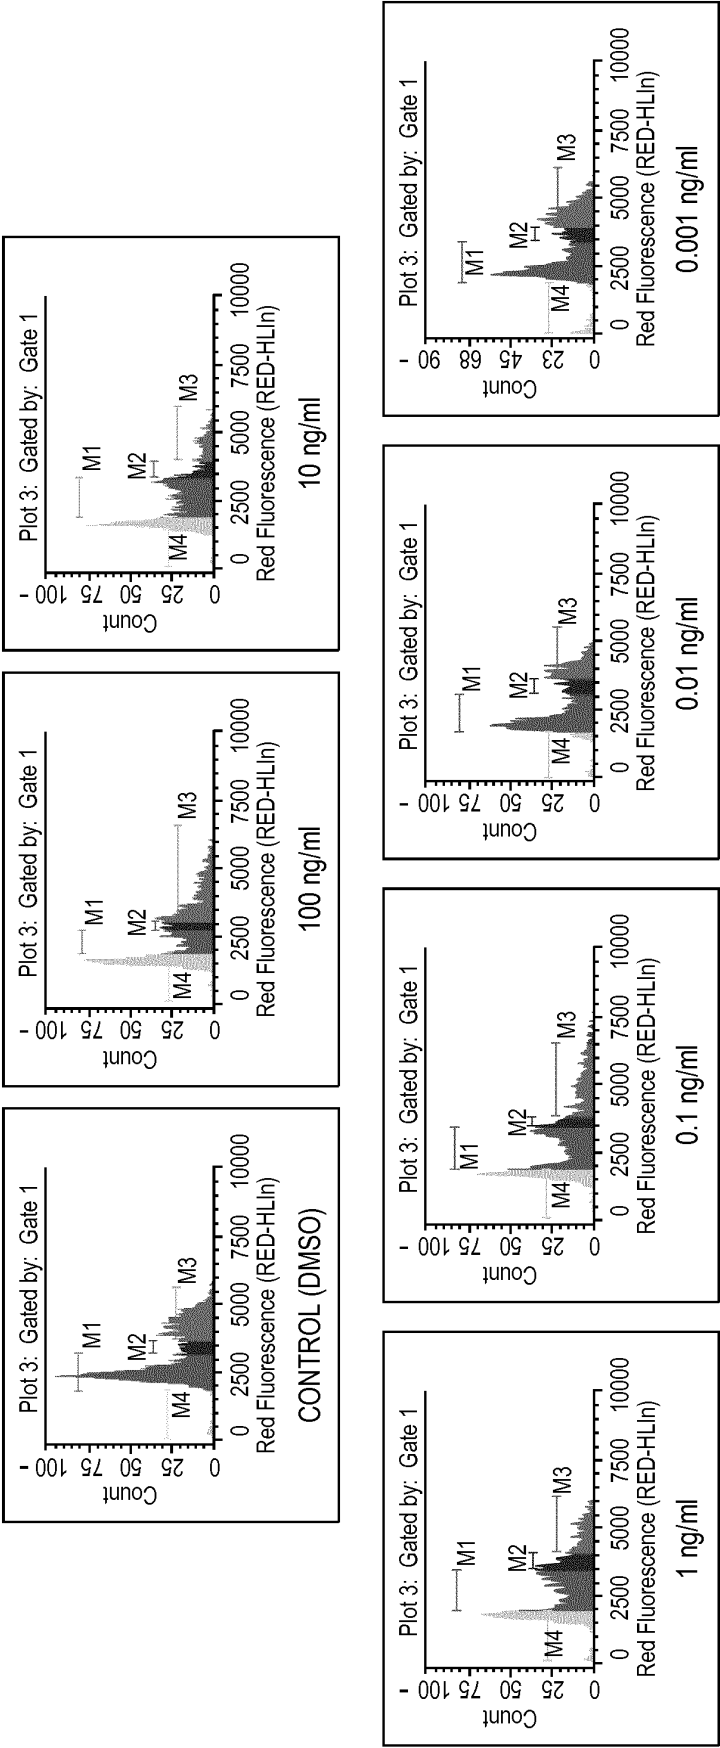 Plot 3: Gated by: Gate 1
100 -
75
50
25
0
Count
M1
M2
M3
M4
0 2500 5000 7500 10000
Red Fluorescence (RED-HLIn)
CONTROL (DMSO)
Plot 3: Gated by: Gate 1
100 -
75
50
25
0
Count
M1
M2
M3
M4
0 2500 5000 7500 10000
Red Fluorescence (RED-HLIn)
100 ng/ml
Plot 3: Gated by: Gate 1
100 -
75
50
25
0
Count
M1
M2
M3
M4
0 2500 5000 7500 10000
Red Fluorescence (RED-HLIn)
10 ng/ml
Plot 3: Gated by: Gate 1
100 -
75
50
25
0
Count
M1
M2
M3
M4
0 2500 5000 7500 10000
Red Fluorescence (RED-HLIn)
1 ng/ml
Plot 3: Gated by: Gate 1
100 -
75
50
25
0
Count
M1
M2
M3
M4
0 2500 5000 7500 10000
Red Fluorescence (RED-HLIn)
0.1 ng/ml
Plot 3: Gated by: Gate 1
100 -
75
50
25
0
Count
M1
M2
M3
M4
0 2500 5000 7500 10000
Red Fluorescence (RED-HLIn)
0.01 ng/ml
Plot 3: Gated by: Gate 1
90 -
68
45
23
0
Count
M1
M2
M3
M4
0 2500 5000 7500 10000
Red Fluorescence (RED-HLIn)
0.001 ng/ml